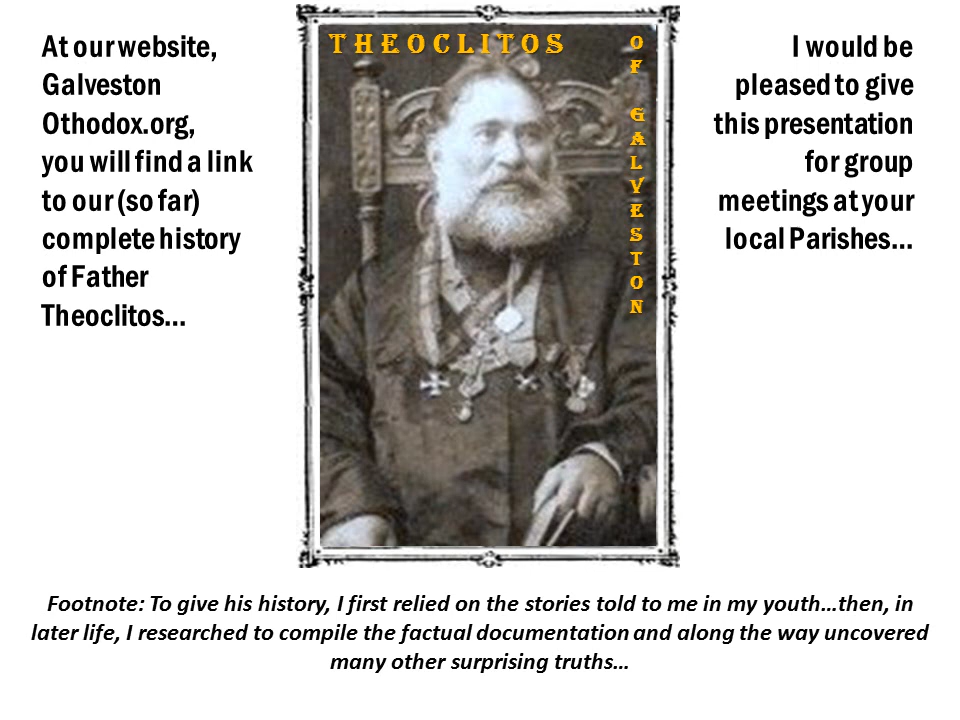 At our website,
Galveston
Othodox.org,
you will find a link
to our (so far)
complete history
of Father
Theoclitos...
THEOCLITOS
OF GALVESTON
I would be
pleased to give
this presentation
for group
meetings at your
local Parishes...
Footnote: To give his history, I first relied on the stories told to me in my youth...then, in
later life, I researched to compile the factual documentation and along the way uncovered
many other surprising truths...